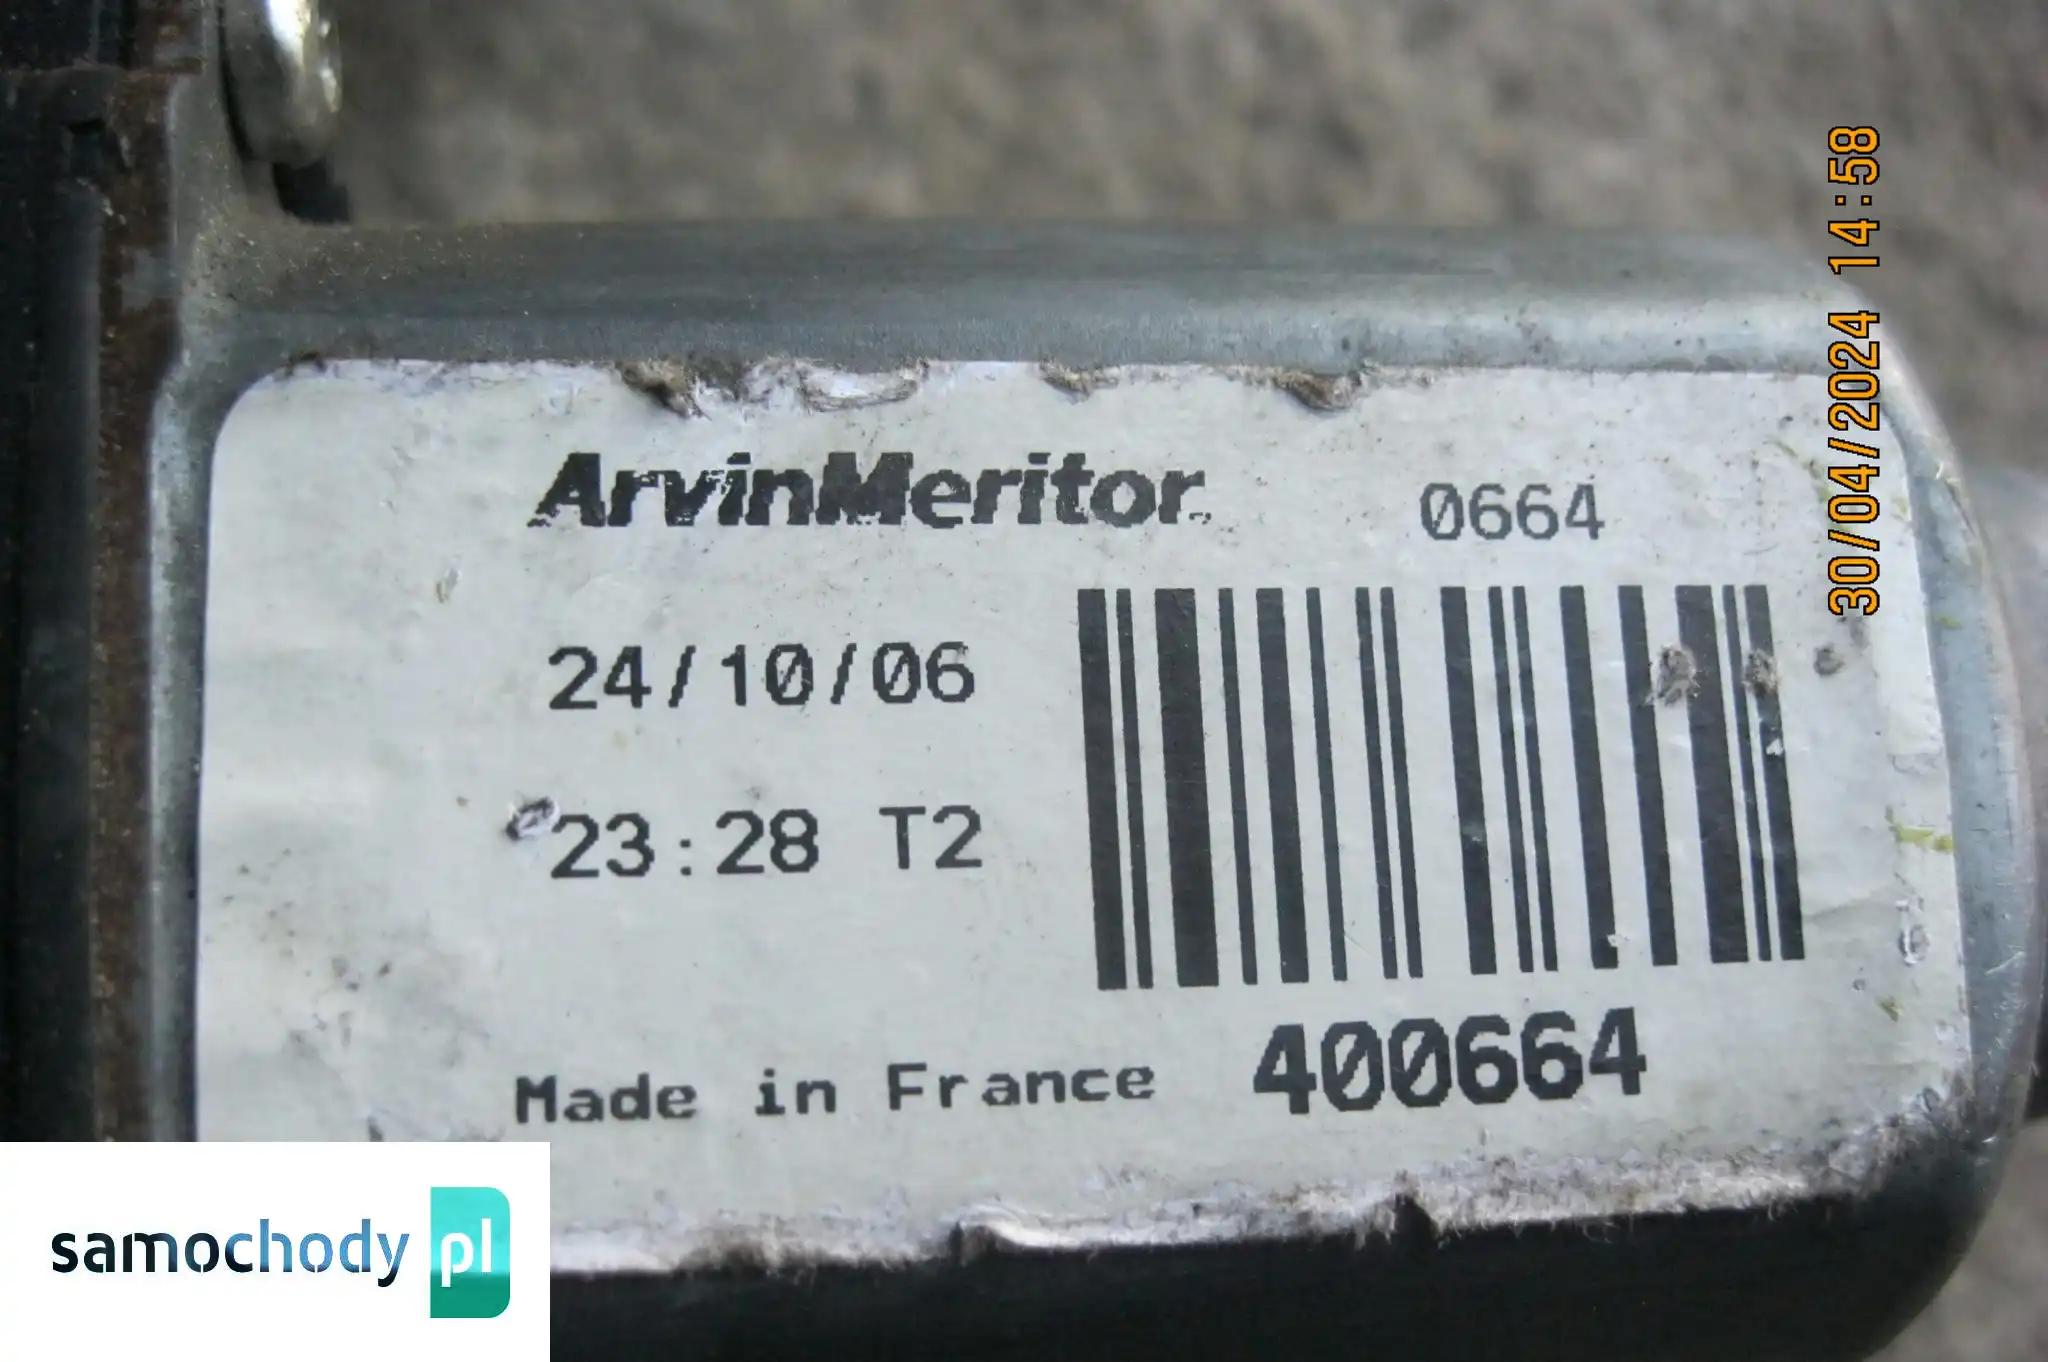 ArvinMeritor 0664
24/10/06
23:28 T2
Made in France 400664
30/04/2024 14:58
samochody pl